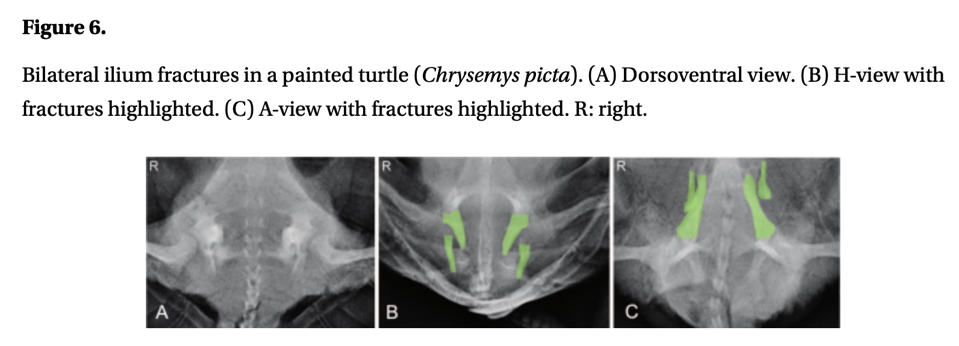 Figure 6.
Bilateral ilium fractures in a painted turtle (Chrysemys picta). (A) Dorsoventral view. (B) H-view with
fractures highlighted. (C) A-view with fractures highlighted. R: right.
R R R
A B C